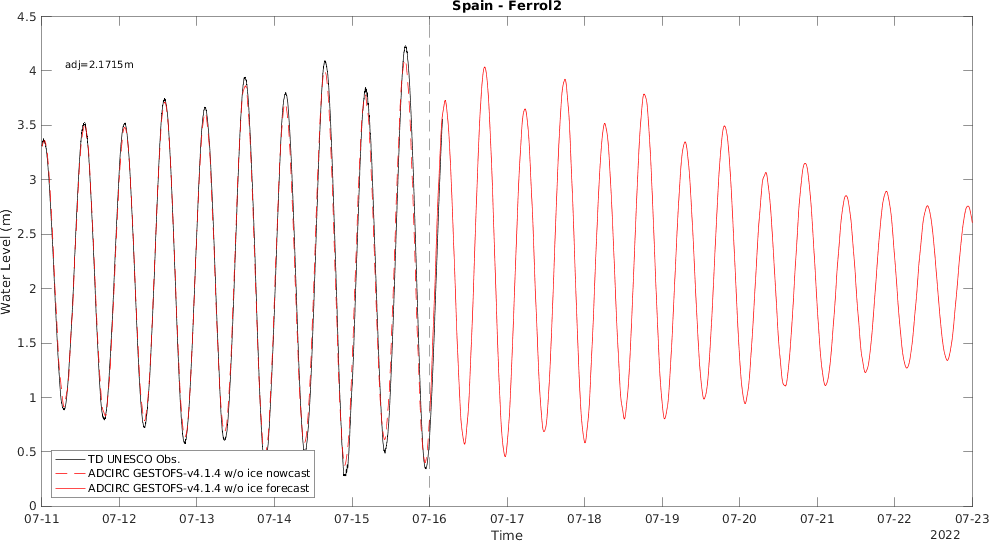 Spain - Ferrol2
adj=2.1715m
Water Level (m)
4.5
4
3.5
3
2.5
2
1.5
1
0.5
0
TD UNESCO Obs.
ADCIRC GESTOFS-v4.1.4 w/o ice nowcast
ADCIRC GESTOFS-v4.1.4 w/o ice forecast
07-11 07-12 07-13 07-14 07-15 07-16 07-17 07-18 07-19 07-20 07-21 07-22 07-23
Time
2022